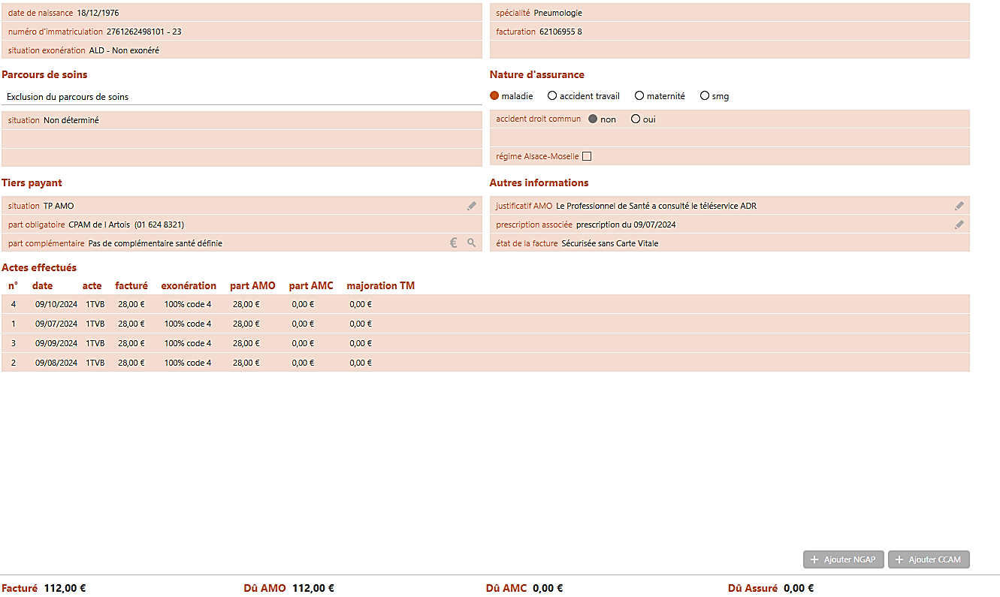 date de naissance 18/12/1976
numéro d'immatriculation 2761262498101 - 23
situation exonération ALD - Non exonéré
spécialité Pneumologie
facturation 62106955 8
Parcours de soins
Exclusion du parcours de soins
situation Non déterminé
Nature d'assurance
maladie accident travail maternité smg
accident droit commun non oui
régime Alsace-Moselle
Tiers payant
situation TP AMO
part obligatoire CPAM de l Artois (01 624 8321)
part complémentaire Pas de complémentaire santé définie €
Autres informations
justificatif AMO Le Professionnel de Santé a consulté le téléservice ADR
prescription associée prescription du 09/07/2024
état de la facture Sécurisée sans Carte Vitale
Actes effectués
n° date acte facturé exonération part AMO part AMC majoration TM
4 09/10/2024 1TVB 28,00 € 100% code 4 28,00 € 0,00 € 0,00 €
1 09/07/2024 1TVB 28,00 € 100% code 4 28,00 € 0,00 € 0,00 €
3 09/09/2024 1TVB 28,00 € 100% code 4 28,00 € 0,00 € 0,00 €
2 09/08/2024 1TVB 28,00 € 100% code 4 28,00 € 0,00 € 0,00 €
+ Ajouter NGAP + Ajouter CCAM
Facturé 112,00 € Dû AMO 112,00 € Dû AMC 0,00 € Dû Assuré 0,00 €